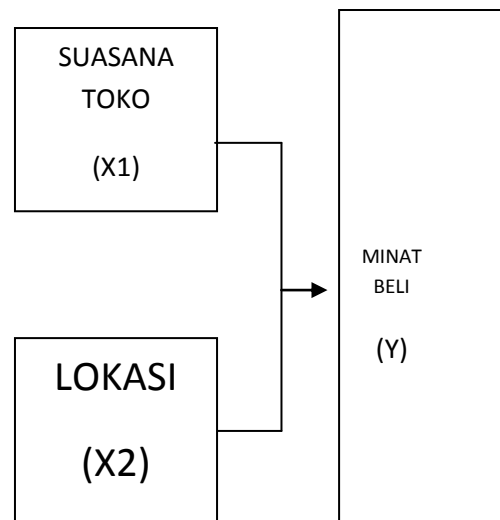 SUASANA
TOKO
(X1)
MINAT
BELI
(Y)
LOKASI
(X2)